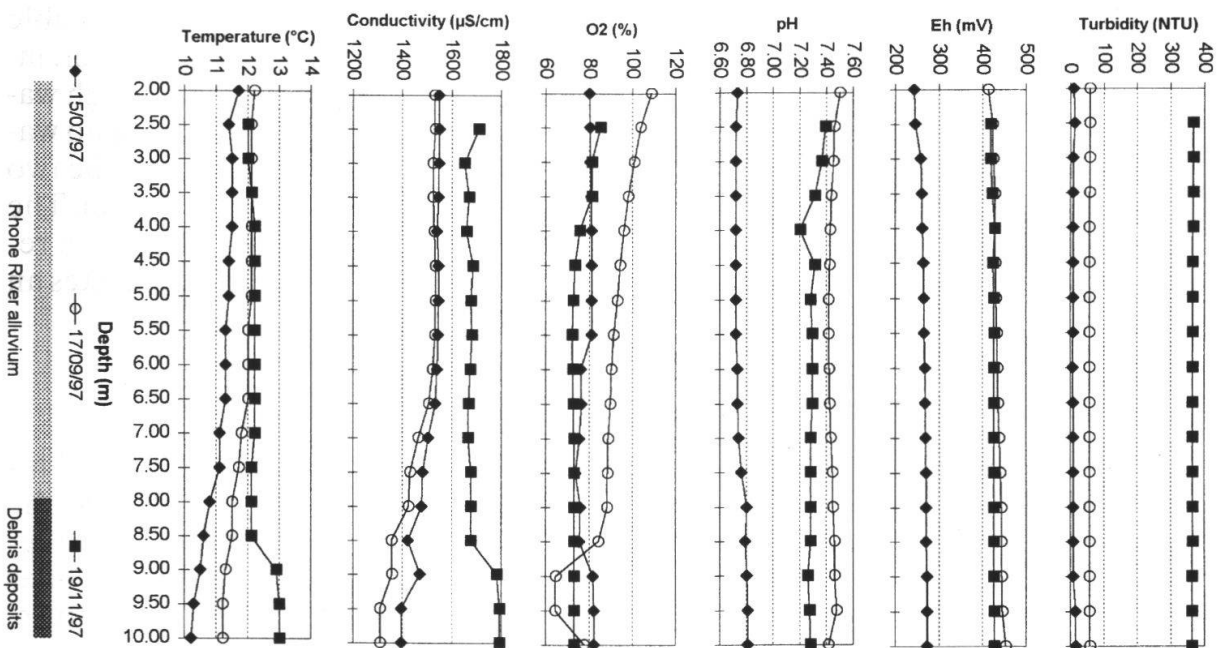 Temperature (°C)
10 11 12 13 14
Conductivity (µS/cm)
1200 1400 1600 1800
O2 (%)
60 80 100 120
pH
6.60 6.80 7.00 7.20 7.40 7.60
Eh (mV)
200 300 400 500
Turbidity (NTU)
0 100 200 300 400
2.00
2.50
3.00
3.50
4.00
4.50
5.00
5.50
6.00
6.50
7.00
7.50
8.00
8.50
9.00
9.50
10.00
Depth (m)
15/07/97
17/09/97
19/11/97
Rhone River alluvium
Debris deposits